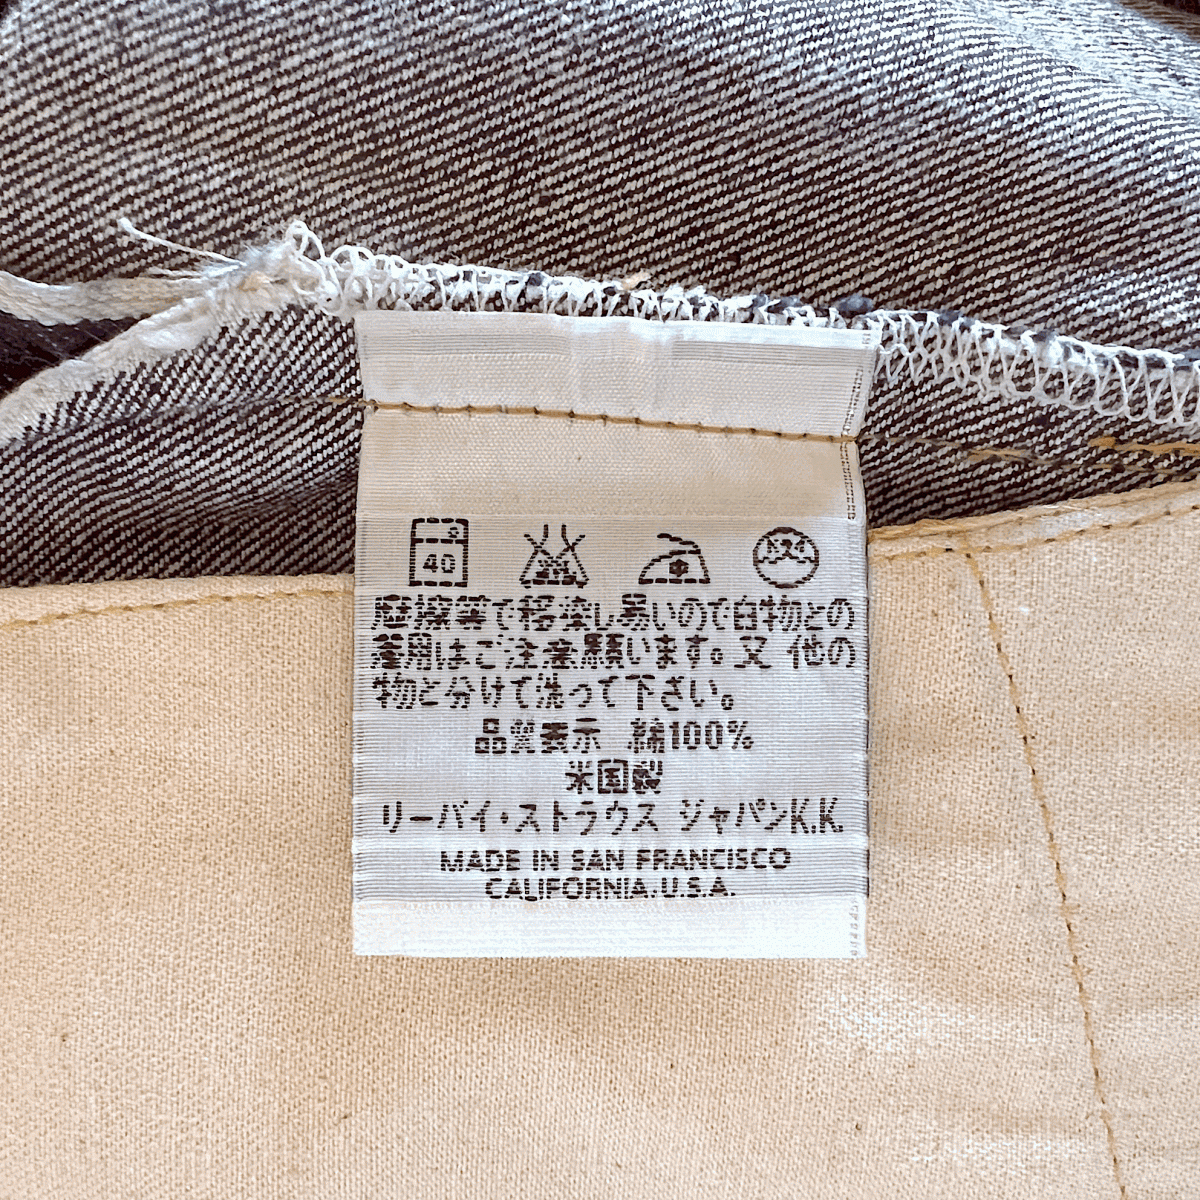 40
ドライ
摩擦等で移染し易いので白物との
着用はご注意願います。又 他の
物と分けて洗って下さい。
品質表示 綿100%
米国製
リーバイ・ストラウス ジャパンK.K.
MADE IN SAN FRANCISCO
CALIFORNIA.U.S.A.